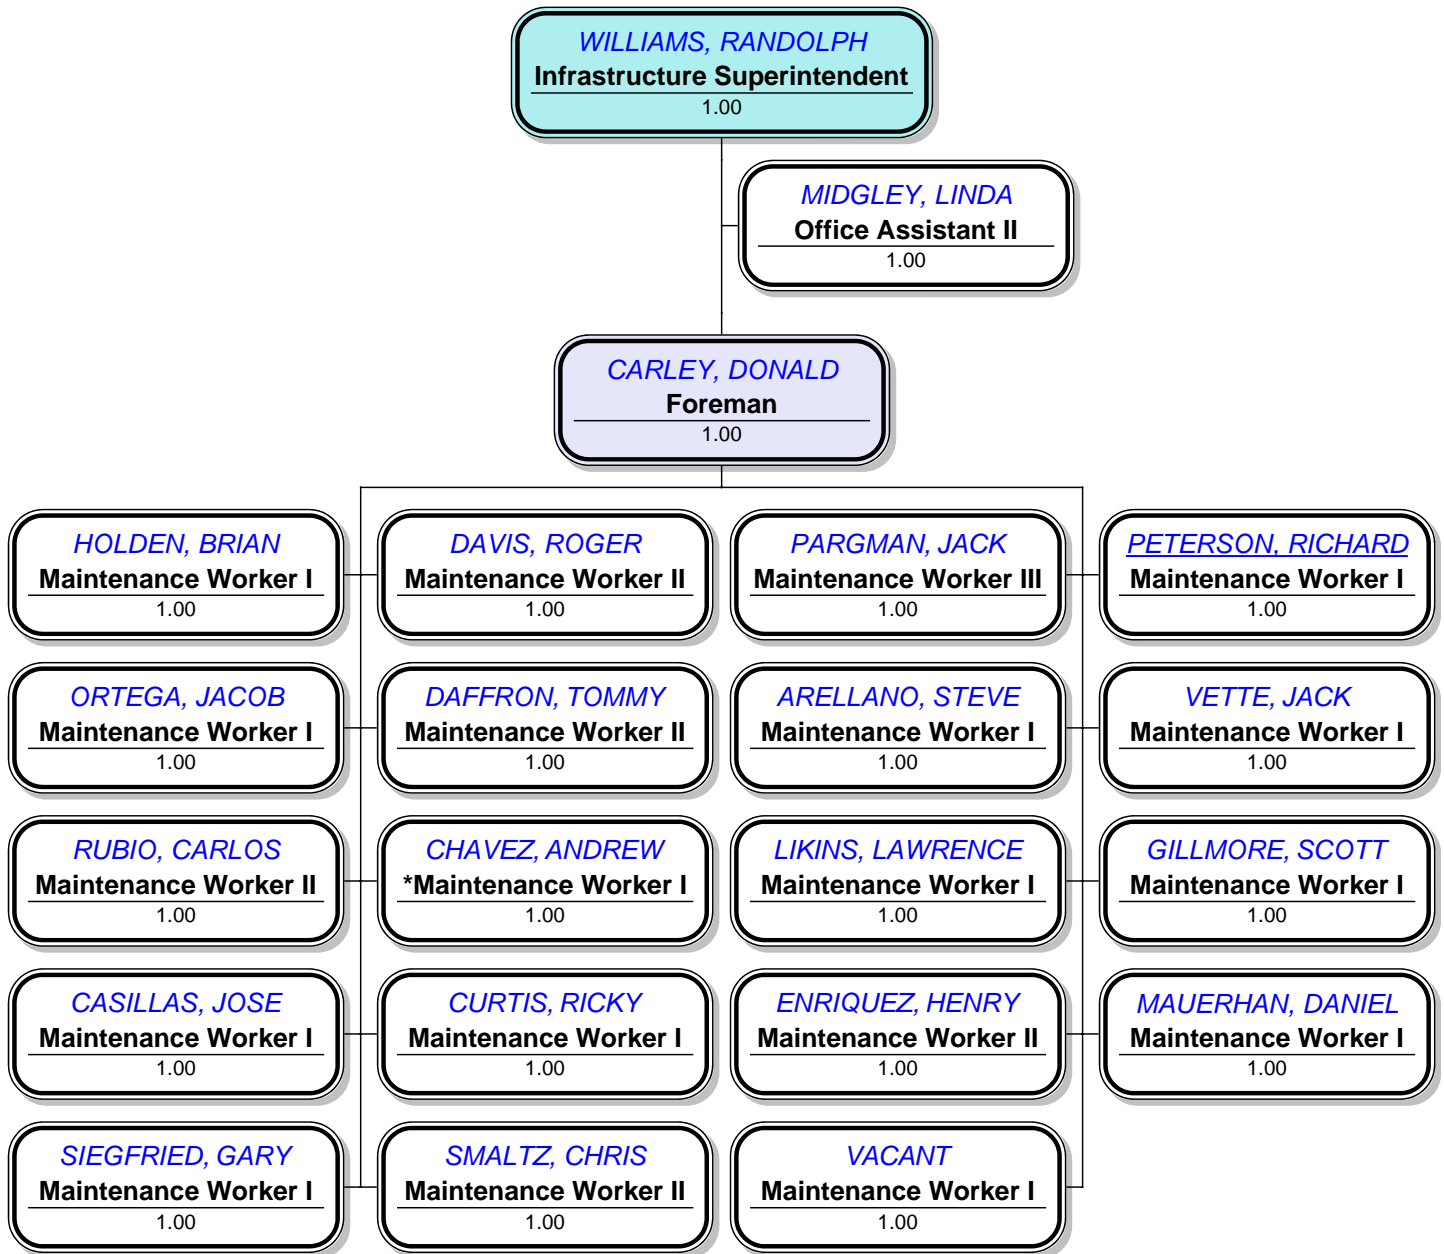 WILLIAMS, RANDOLPH
Infrastructure Superintendent
1.00
MIDGLEY, LINDA
Office Assistant II
1.00
CARLEY, DONALD
Foreman
1.00
HOLDEN, BRIAN
Maintenance Worker I
1.00
DAVIS, ROGER
Maintenance Worker II
1.00
PARGMAN, JACK
Maintenance Worker III
1.00
PETERSON, RICHARD
Maintenance Worker I
1.00
ORTEGA, JACOB
Maintenance Worker I
1.00
DAFFRON, TOMMY
Maintenance Worker II
1.00
ARELLANO, STEVE
Maintenance Worker I
1.00
VETTE, JACK
Maintenance Worker I
1.00
RUBIO, CARLOS
Maintenance Worker II
1.00
CHAVEZ, ANDREW
*Maintenance Worker I
1.00
LIKINS, LAWRENCE
Maintenance Worker I
1.00
GILLMORE, SCOTT
Maintenance Worker I
1.00
CASILLAS, JOSE
Maintenance Worker I
1.00
CURTIS, RICKY
Maintenance Worker I
1.00
ENRIQUEZ, HENRY
Maintenance Worker II
1.00
MAUERHAN, DANIEL
Maintenance Worker I
1.00
SIEGFRIED, GARY
Maintenance Worker I
1.00
SMALTZ, CHRIS
Maintenance Worker II
1.00
VACANT
Maintenance Worker I
1.00